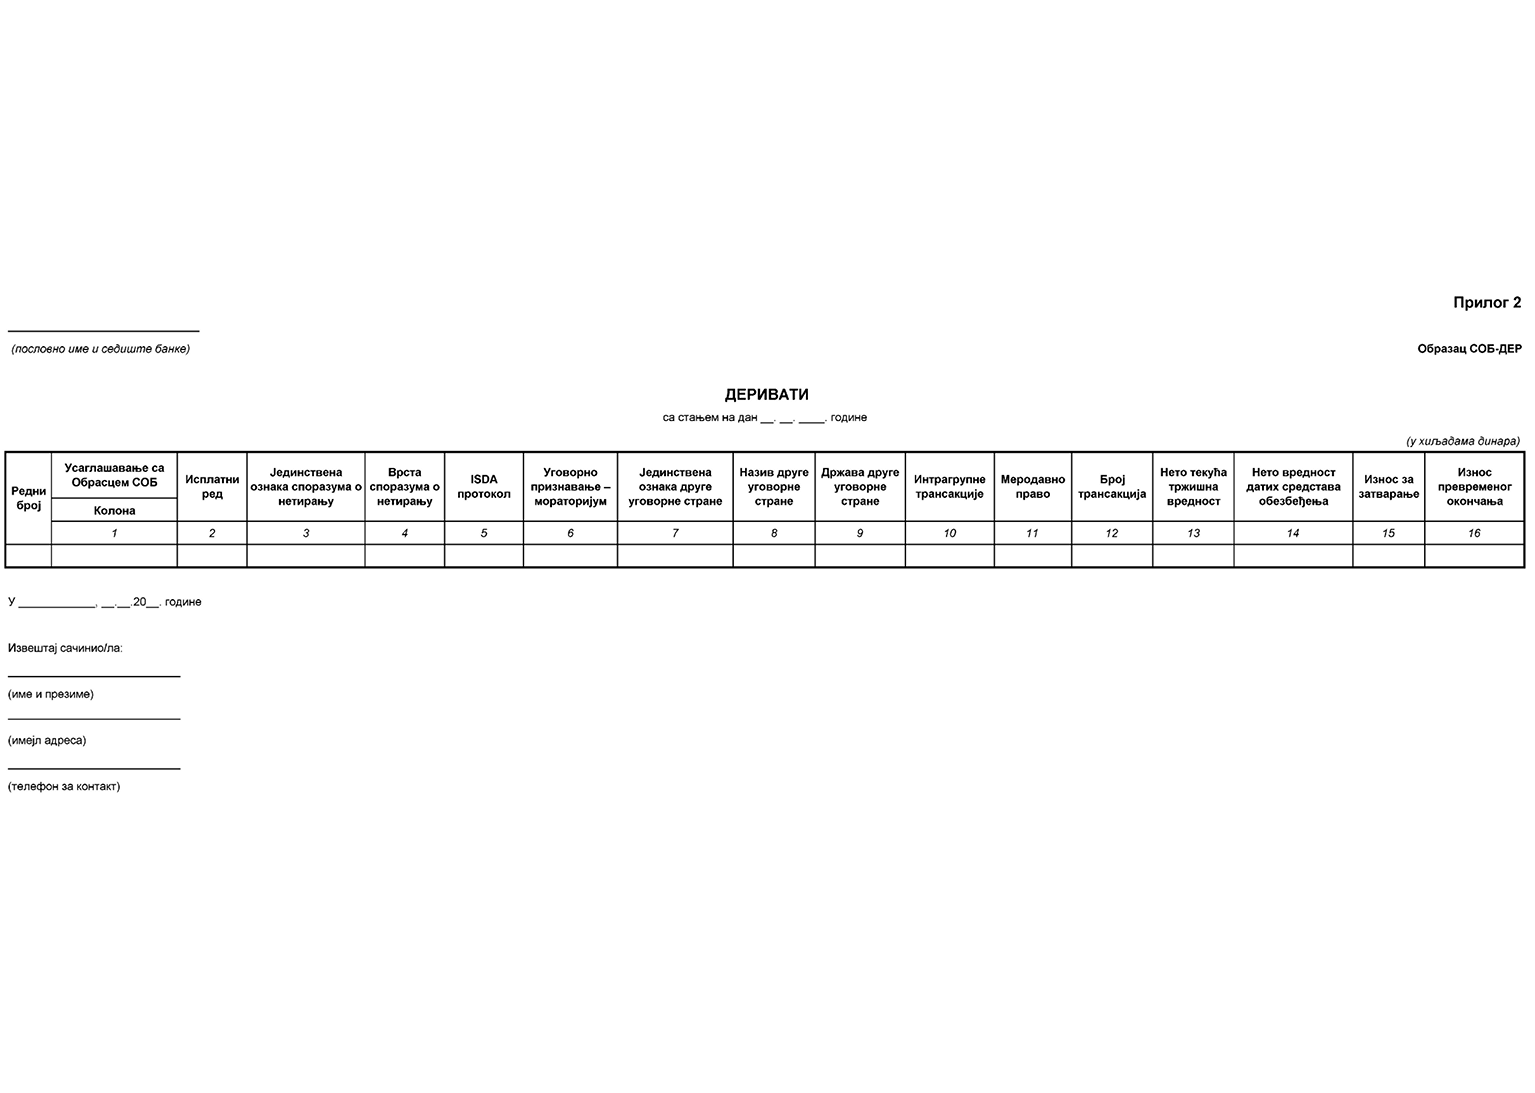 Прилог 2
(пословно име и седиште банке)
Образац СОБ-ДЕР
ДЕРИВАТИ
са стањем на дан __. __. ____. године
(у хиљадама динара)
Редни
број
Усаглашавање са
Обрасцем СОБ
Колона
Исплатни
ред
Јединствена
ознака споразума о
нетирању
Врста
споразума о
нетирању
ISDA
протокол
Уговорно
признавање –
мораторијум
Јединствена
ознака друге
уговорне стране
Назив друге
уговорне
стране
Држава друге
уговорне
стране
Интрагрупне
трансакције
Меродавно
право
Број
трансакција
Нето текућа
тржишна
вредност
Нето вредност
датих средстава
обезбеђења
Износ за
затварање
Износ
превременог
окончања
1 2 3 4 5 6 7 8 9 10 11 12 13 14 15 16
У ____________, __.__.20__. године
Извештај сачинио/ла:
(име и презиме)
(имејл адреса)
(телефон за контакт)